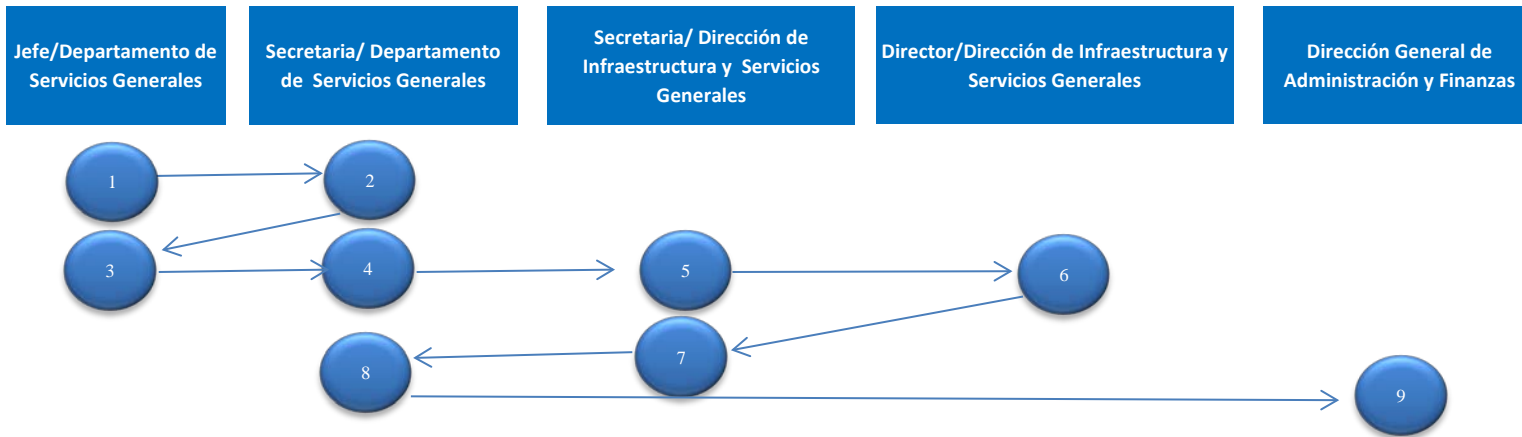 Jefe/Departamento de
Servicios Generales
Secretaria/ Departamento
de Servicios Generales
Secretaria/ Dirección de
Infraestructura y Servicios
Generales
Director/Dirección de Infraestructura y
Servicios Generales
Dirección General de
Administración y Finanzas
1
2
3
4
5
6
7
8
9